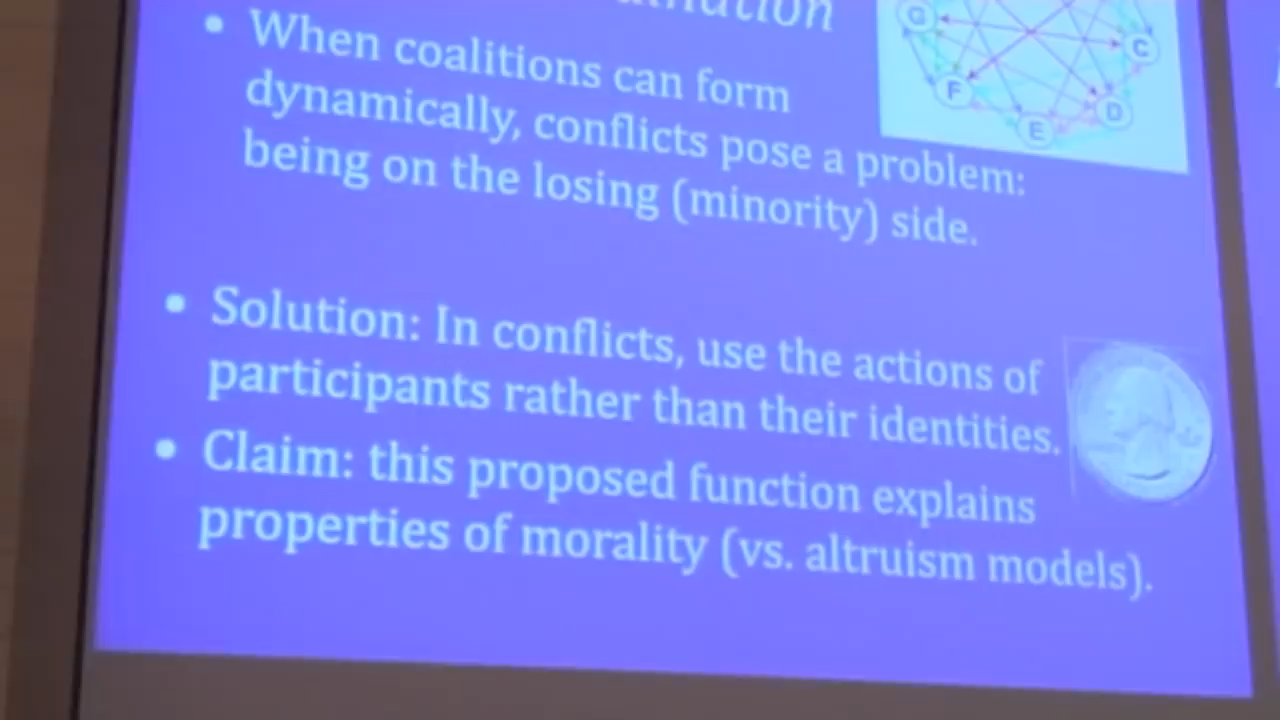 • When coalitions can form
dynamically, conflicts pose a problem:
being on the losing (minority) side.
G
C
F
D
E
• Solution: In conflicts, use the actions of
participants rather than their identities.
• Claim: this proposed function explains
properties of morality (vs. altruism models).